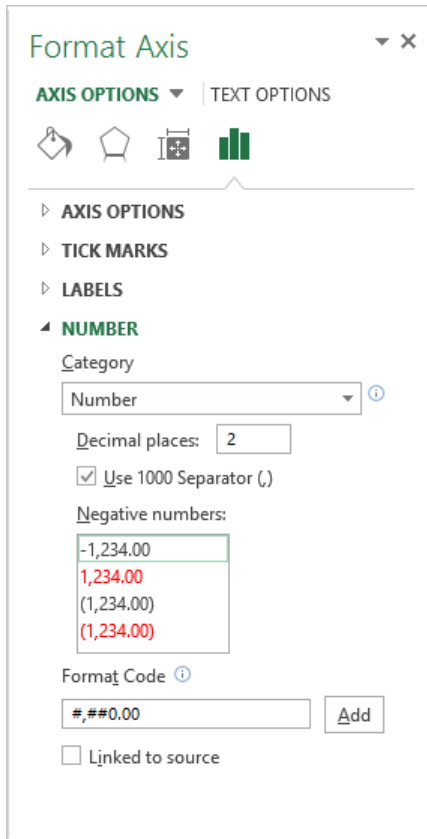 Format Axis
AXIS OPTIONS TEXT OPTIONS
AXIS OPTIONS
TICK MARKS
LABELS
NUMBER
Category
Number
Decimal places: 2
Use 1000 Separator (,)
Negative numbers:
-1,234.00
1,234.00
(1,234.00)
(1,234.00)
Format Code
#,##0.00 Add
Linked to source